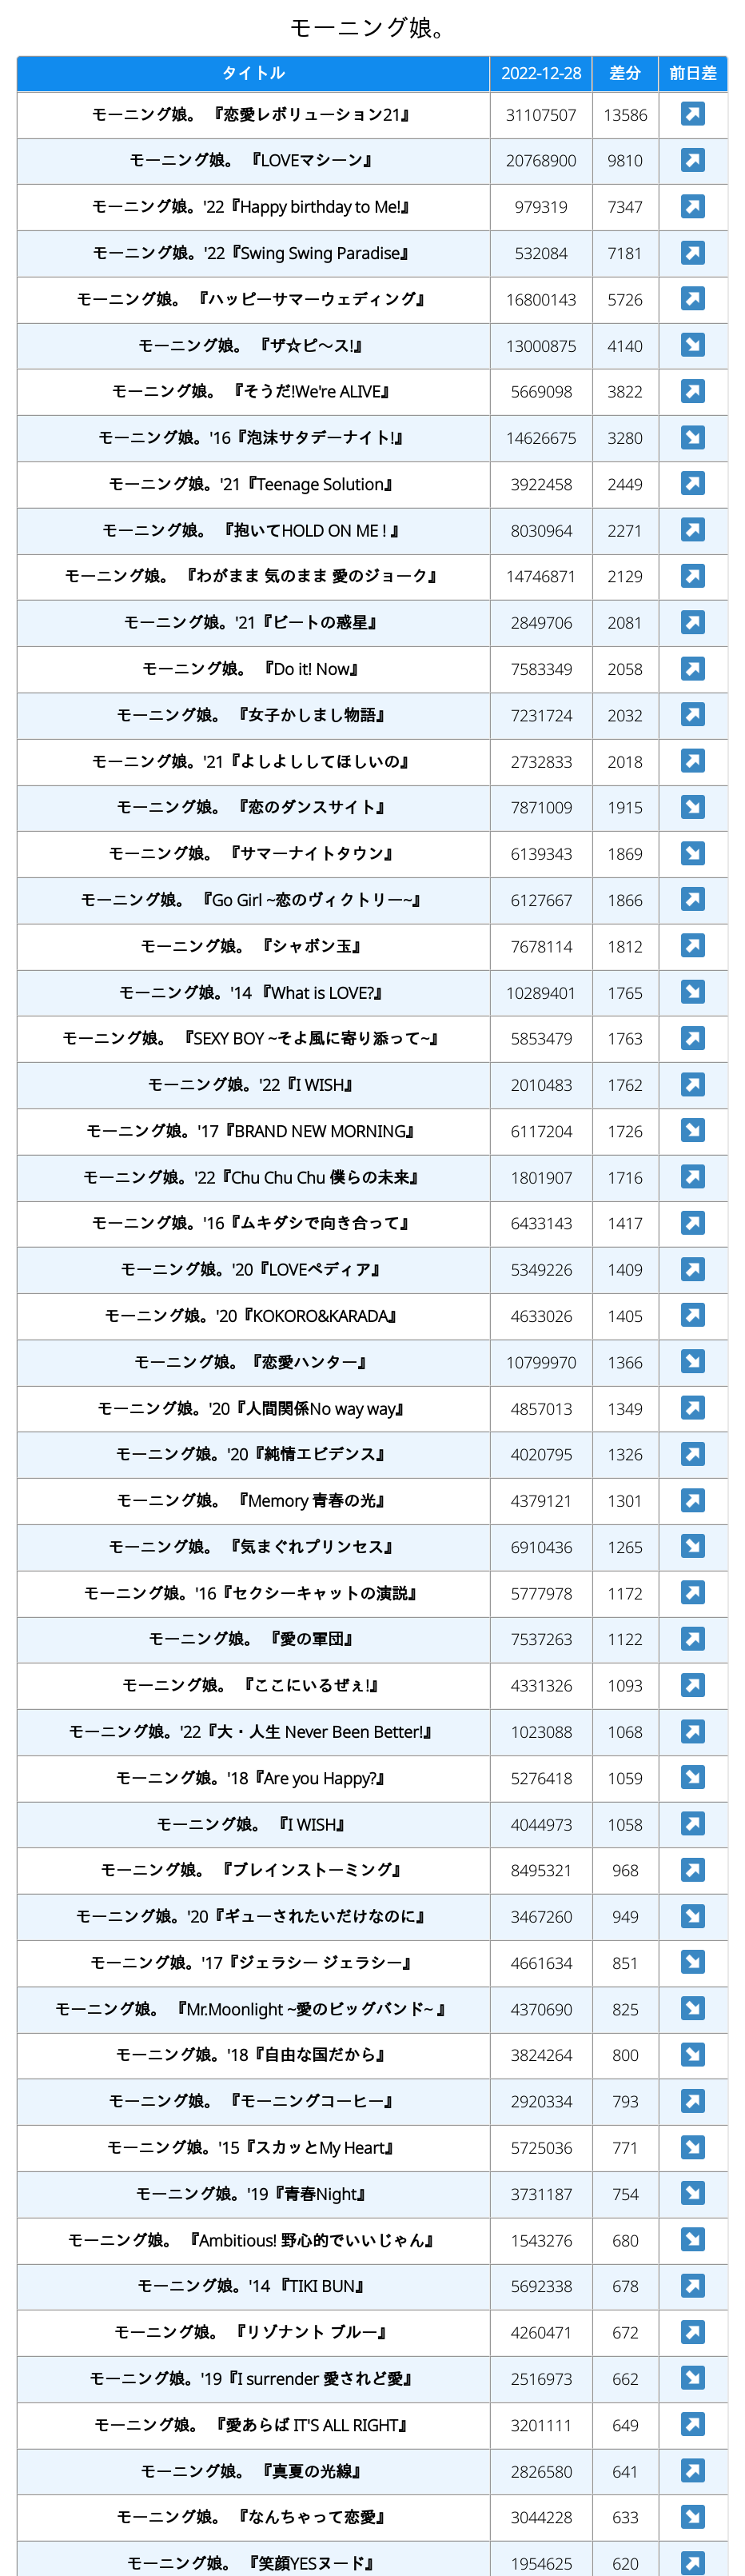 モーニング娘。
タイトル 2022-12-28 差分 前日差
モーニング娘。 『恋愛レボリューション21』 31107507 13586
モーニング娘。 『LOVEマシーン』 20768900 9810
モーニング娘。'22『Happy birthday to Me!』 979319 7347
モーニング娘。'22『Swing Swing Paradise』 532084 7181
モーニング娘。 『ハッピーサマーウェディング』 16800143 5726
モーニング娘。 『ザ☆ピ〜ス!』 13000875 4140
モーニング娘。 『そうだ!We're ALIVE』 5669098 3822
モーニング娘。'16『泡沫サタデーナイト!』 14626675 3280
モーニング娘。'21『Teenage Solution』 3922458 2449
モーニング娘。 『抱いてHOLD ON ME ! 』 8030964 2271
モーニング娘。 『わがまま 気のまま 愛のジョーク』 14746871 2129
モーニング娘。'21『ビートの惑星』 2849706 2081
モーニング娘。 『Do it! Now』 7583349 2058
モーニング娘。 『女子かしまし物語』 7231724 2032
モーニング娘。'21『よしよししてほしいの』 2732833 2018
モーニング娘。 『恋のダンスサイト』 7871009 1915
モーニング娘。 『サマーナイトタウン』 6139343 1869
モーニング娘。 『Go Girl ~恋のヴィクトリー~』 6127667 1866
モーニング娘。 『シャボン玉』 7678114 1812
モーニング娘。'14 『What is LOVE?』 10289401 1765
モーニング娘。 『SEXY BOY ~そよ風に寄り添って~』 5853479 1763
モーニング娘。'22『I WISH』 2010483 1762
モーニング娘。'17『BRAND NEW MORNING』 6117204 1726
モーニング娘。'22『Chu Chu Chu 僕らの未来』 1801907 1716
モーニング娘。'16『ムキダシで向き合って』 6433143 1417
モーニング娘。'20『LOVEペディア』 5349226 1409
モーニング娘。'20『KOKORO&KARADA』 4633026 1405
モーニング娘。『恋愛ハンター』 10799970 1366
モーニング娘。'20『人間関係No way way』 4857013 1349
モーニング娘。'20『純情エビデンス』 4020795 1326
モーニング娘。 『Memory 青春の光』 4379121 1301
モーニング娘。 『気まぐれプリンセス』 6910436 1265
モーニング娘。'16『セクシーキャットの演説』 5777978 1172
モーニング娘。 『愛の軍団』 7537263 1122
モーニング娘。 『ここにいるぜぇ!』 4331326 1093
モーニング娘。'22『大・人生 Never Been Better!』 1023088 1068
モーニング娘。'18『Are you Happy?』 5276418 1059
モーニング娘。 『I WISH』 4044973 1058
モーニング娘。 『ブレインストーミング』 8495321 968
モーニング娘。'20『ギューされたいだけなのに』 3467260 949
モーニング娘。'17『ジェラシー ジェラシー』 4661634 851
モーニング娘。 『Mr.Moonlight ~愛のビッグバンド~ 』 4370690 825
モーニング娘。'18『自由な国だから』 3824264 800
モーニング娘。 『モーニングコーヒー』 2920334 793
モーニング娘。'15『スカッとMy Heart』 5725036 771
モーニング娘。'19『青春Night』 3731187 754
モーニング娘。 『Ambitious! 野心的でいいじゃん』 1543276 680
モーニング娘。'14 『TIKI BUN』 5692338 678
モーニング娘。 『リゾナント ブルー』 4260471 672
モーニング娘。'19『I surrender 愛されど愛』 2516973 662
モーニング娘。 『愛あらば IT'S ALL RIGHT』 3201111 649
モーニング娘。 『真夏の光線』 2826580 641
モーニング娘。 『なんちゃって恋愛』 3044228 633
モーニング娘。 『笑顔YESヌード』 1954625 620